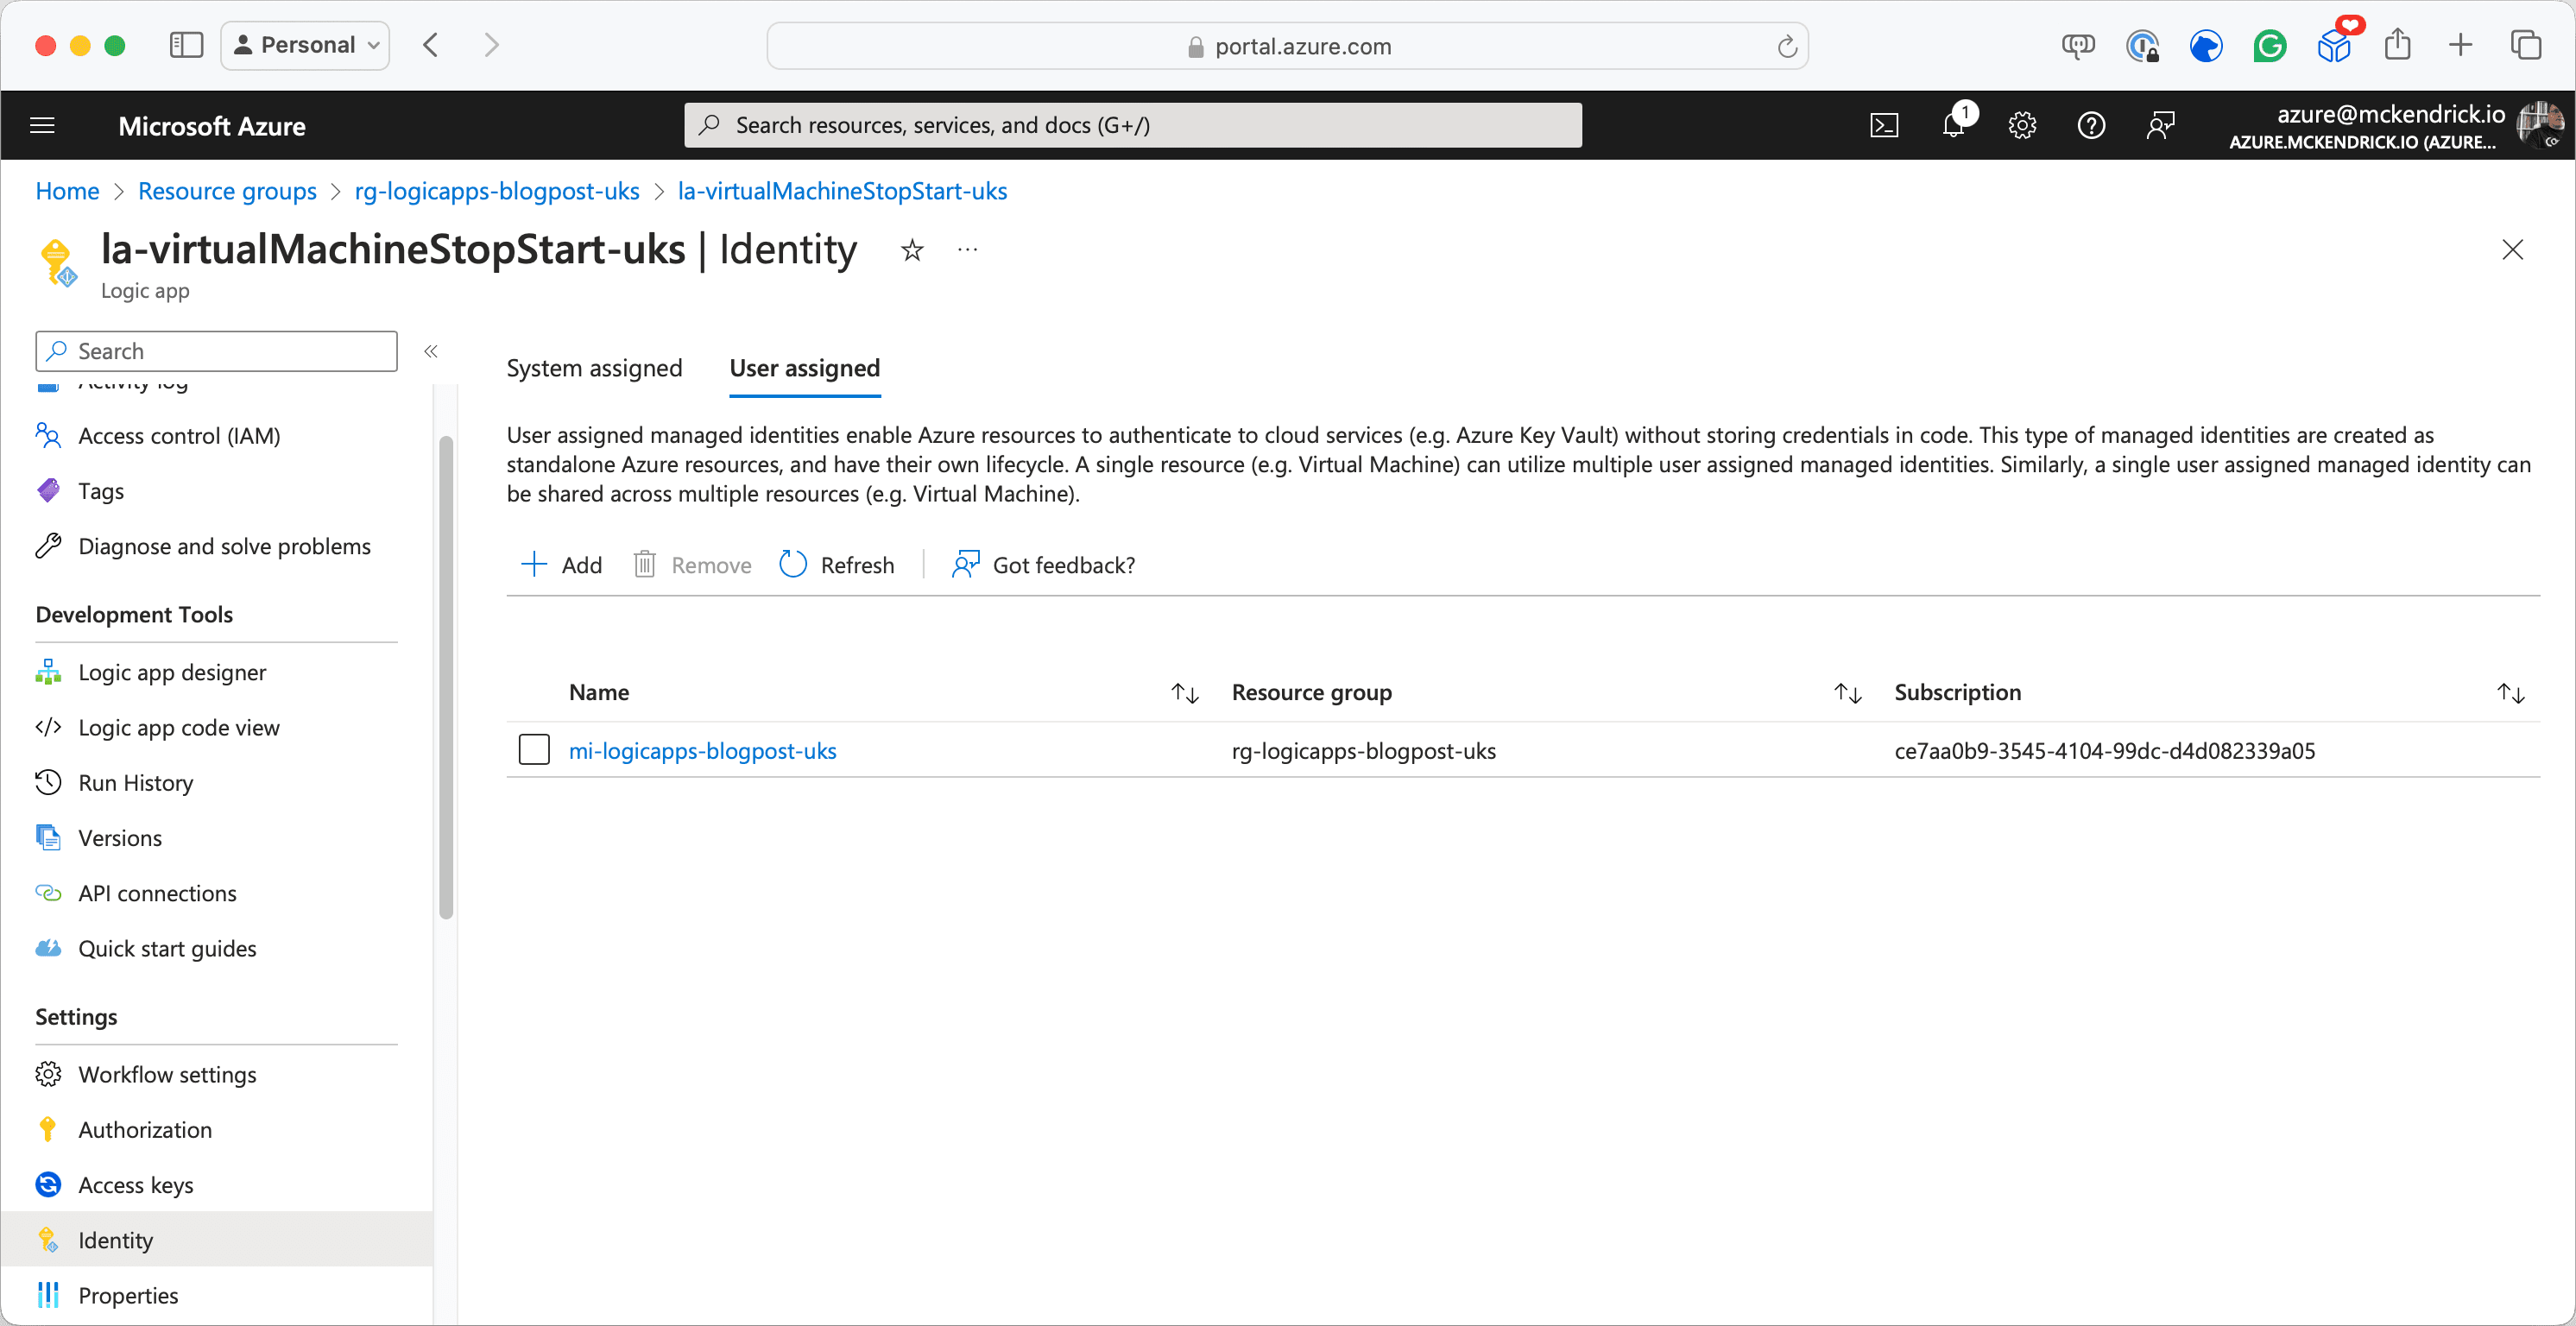 Personal
portal.azure.com
Microsoft Azure
Search resources, services, and docs (G+/)
1
azure@mckendrick.io
AZURE.MCKENDRICK.IO (AZURE...
Home > Resource groups > rg-logicapps-blogpost-uks > la-virtualMachineStopStart-uks
la-virtualMachineStopStart-uks | Identity
Logic app
Search
Activity log
Access control (IAM)
Tags
Diagnose and solve problems
Development Tools
Logic app designer
Logic app code view
Run History
Versions
API connections
Quick start guides
Settings
Workflow settings
Authorization
Access keys
Identity
Properties
System assigned
User assigned
User assigned managed identities enable Azure resources to authenticate to cloud services (e.g. Azure Key Vault) without storing credentials in code. This type of managed identities are created as
standalone Azure resources, and have their own lifecycle. A single resource (e.g. Virtual Machine) can utilize multiple user assigned managed identities. Similarly, a single user assigned managed identity can
be shared across multiple resources (e.g. Virtual Machine).
Add
Remove
Refresh
Got feedback?
Name
Resource group
Subscription
mi-logicapps-blogpost-uks
rg-logicapps-blogpost-uks
ce7aa0b9-3545-4104-99dc-d4d082339a05